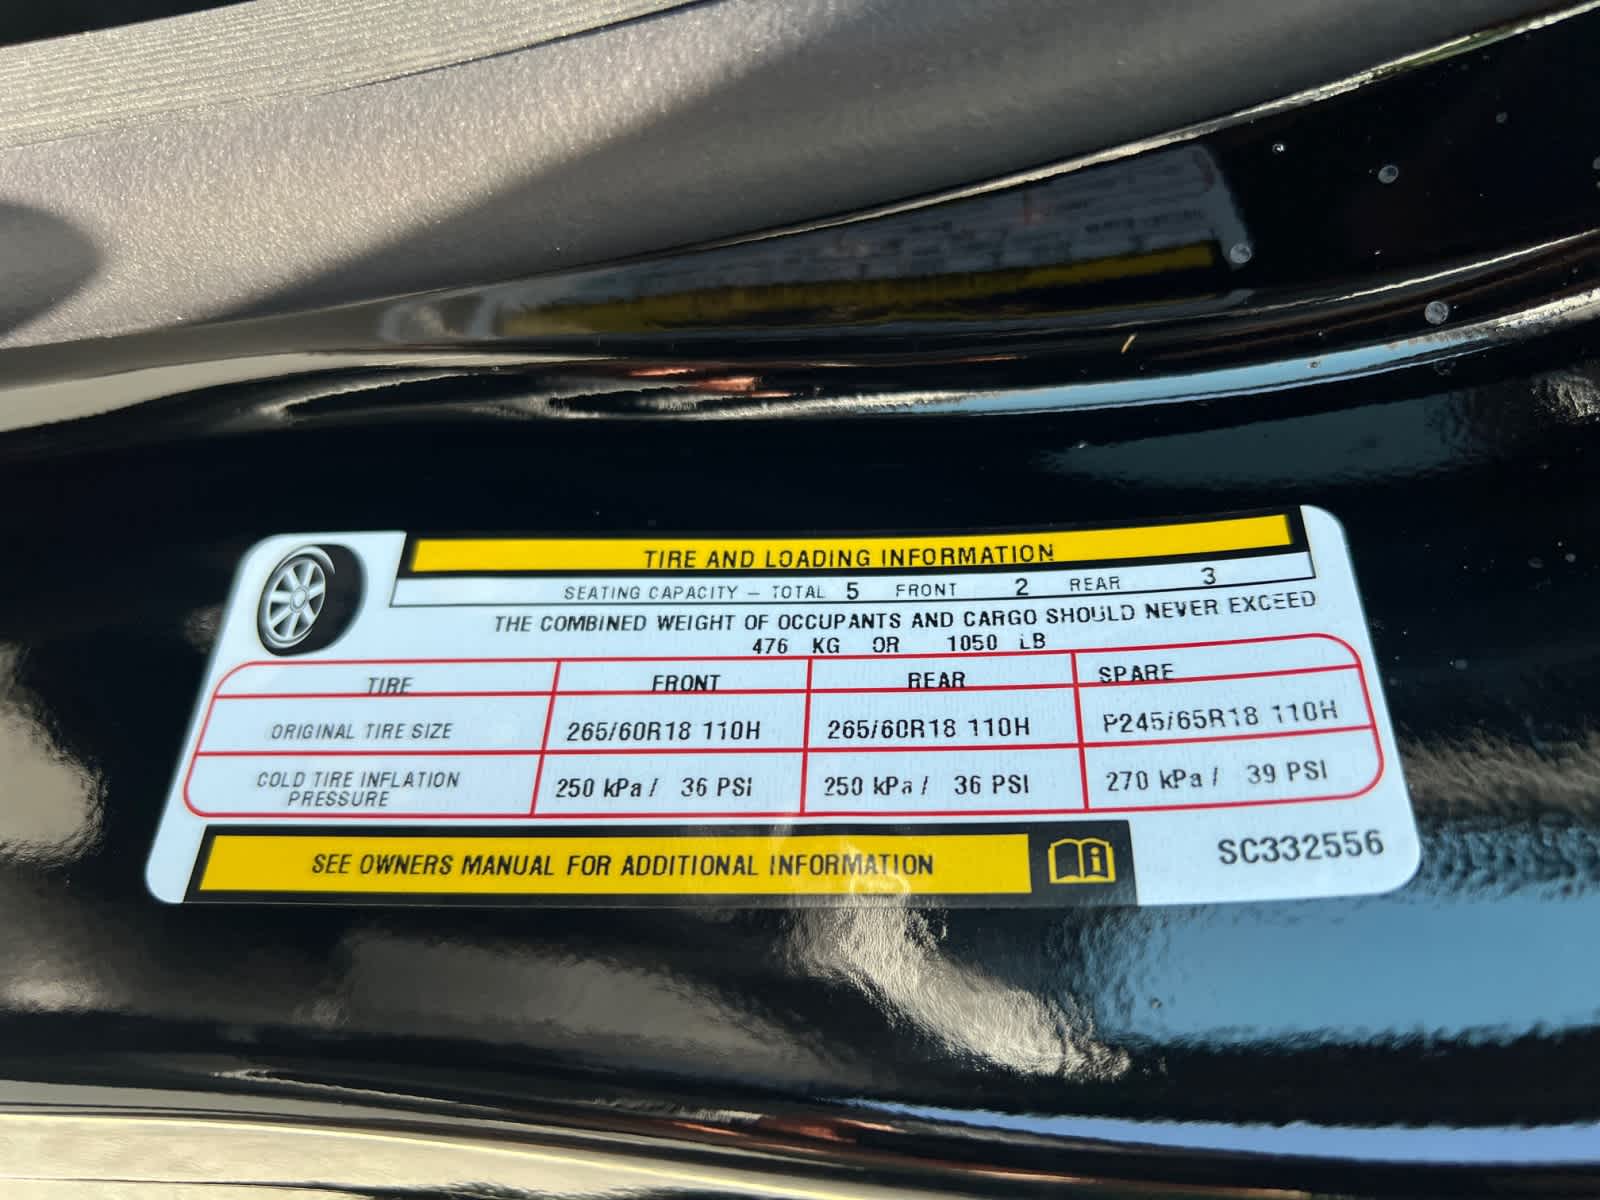 TIRE AND LOADING INFORMATION
SEATING CAPACITY – TOTAL 5 FRONT 2 REAR 3
THE COMBINED WEIGHT OF OCCUPANTS AND CARGO SHOULD NEVER EXCEED
476 KG OR 1050 LB
TIRE FRONT REAR SPARE
ORIGINAL TIRE SIZE 265/60R18 110H 265/60R18 110H P245/65R18 110H
COLD TIRE INFLATION
PRESSURE 250 kPa / 36 PSI 250 kPa / 36 PSI 270 kPa / 39 PSI
SEE OWNERS MANUAL FOR ADDITIONAL INFORMATION
SC332556